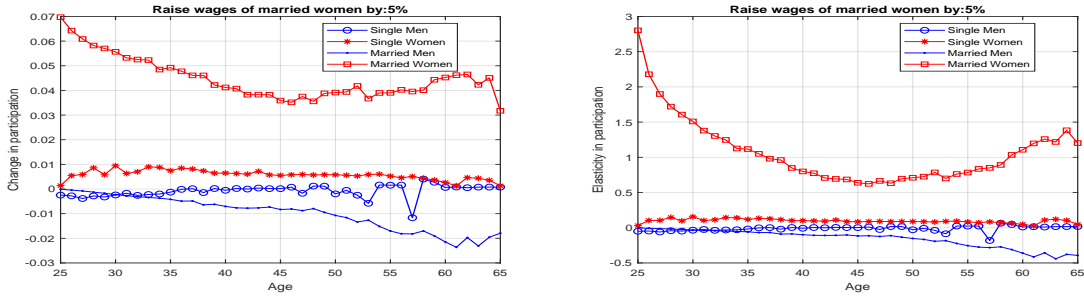 Raise wages of married women by:5%
0.07
0.06
0.05
0.04
0.03
0.02
0.01
0
-0.01
-0.02
-0.03
Change in participation
Single Men
Single Women
Married Men
Married Women
25 30 35 40 45 50 55 60 65
Age
Raise wages of married women by:5%
3
2.5
2
1.5
1
0.5
0
-0.5
Elasticity in participation
Single Men
Single Women
Married Men
Married Women
25 30 35 40 45 50 55 60 65
Age